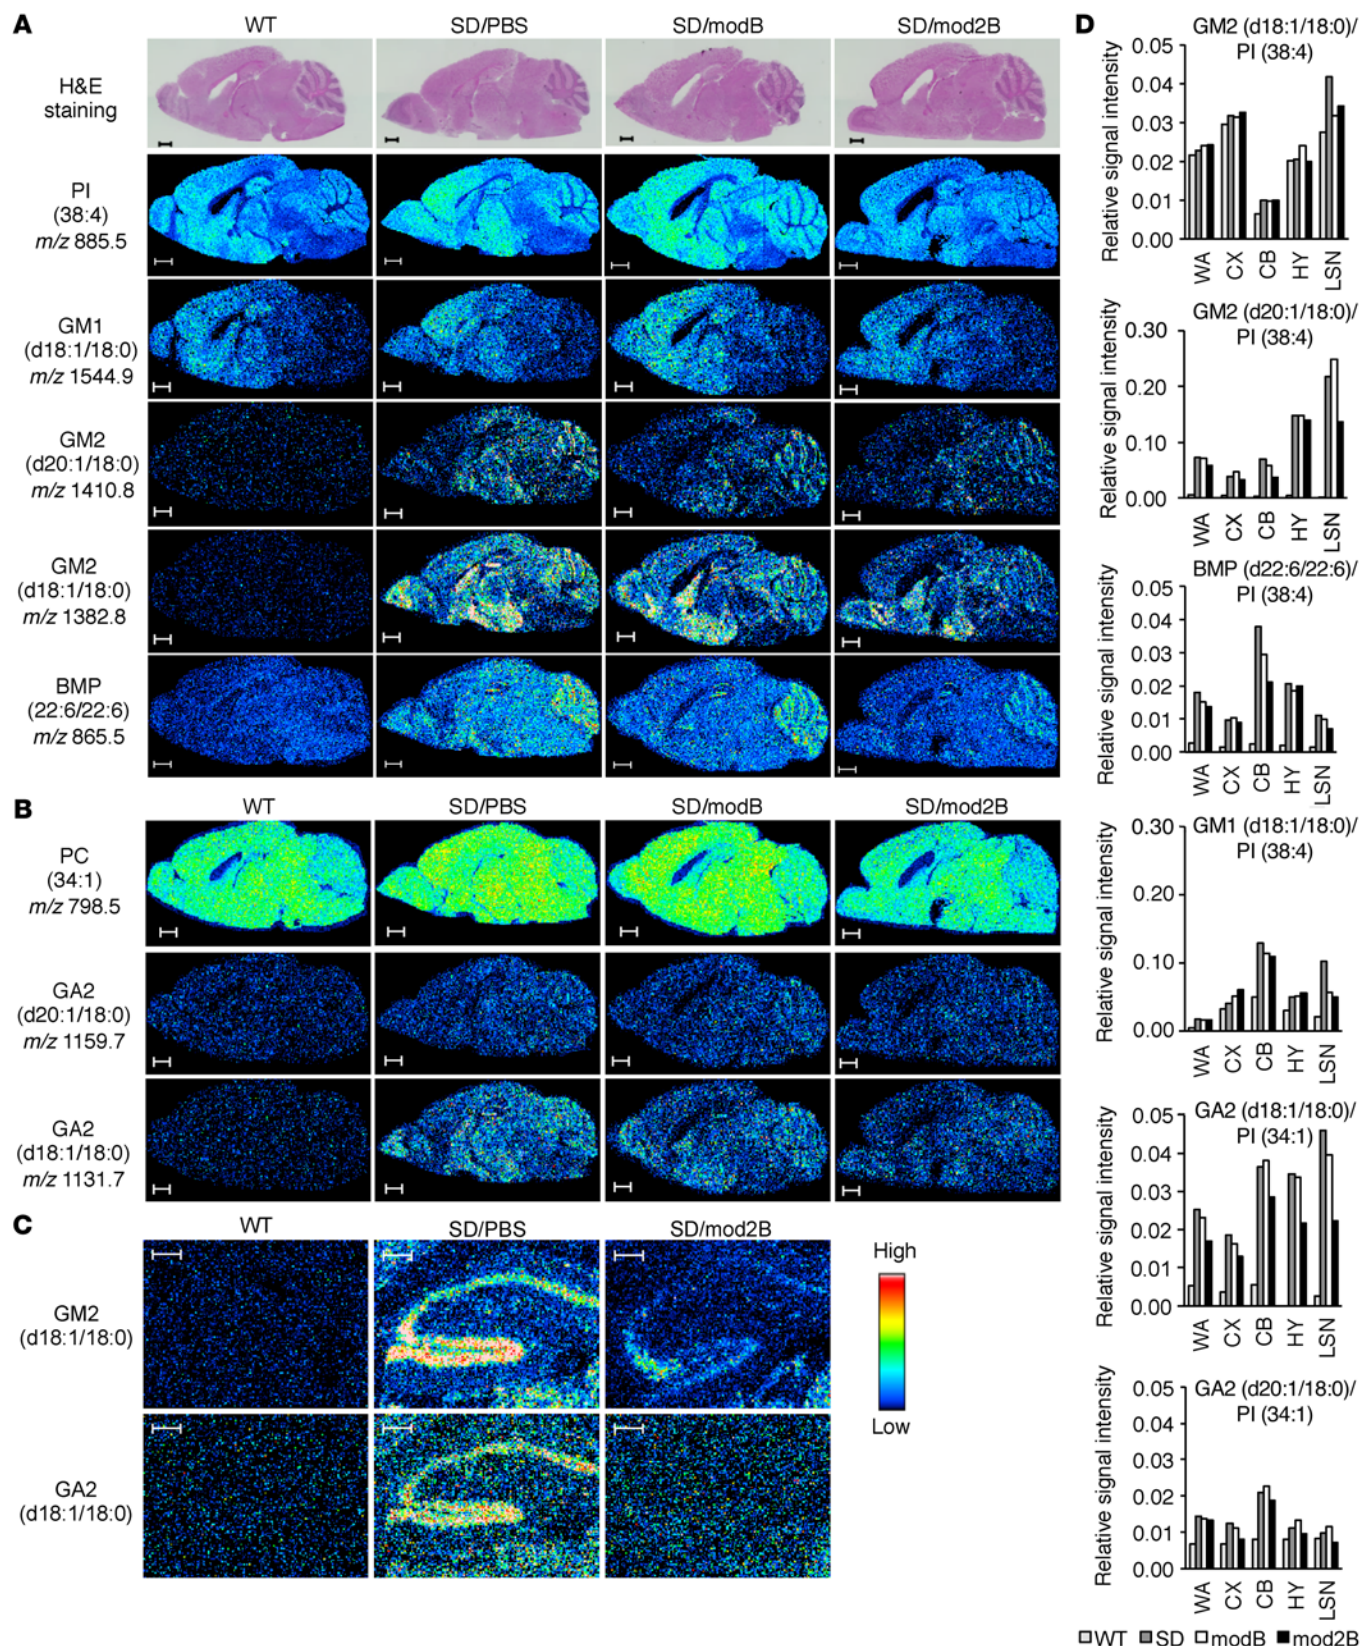 A
WT
SD/PBS
SD/modB
SD/mod2B
H&E
staining
PI
(38:4)
m/z 885.5
GM1
(d18:1/18:0)
m/z 1544.9
GM2
(d20:1/18:0)
m/z 1410.8
GM2
(d18:1/18:0)
m/z 1382.8
BMP
(22:6/22:6)
m/z 865.5
B
WT
SD/PBS
SD/modB
SD/mod2B
PC
(34:1)
m/z 798.5
GA2
(d20:1/18:0)
m/z 1159.7
GA2
(d18:1/18:0)
m/z 1131.7
C
WT
SD/PBS
SD/mod2B
GM2
(d18:1/18:0)
GA2
(d18:1/18:0)
High
Low
D
GM2 (d18:1/18:0)/
PI (38:4)
Relative signal intensity
0.05
0.04
0.03
0.02
0.01
0.00
WA
CX
CB
HY
LSN
GM2 (d20:1/18:0)/
PI (38:4)
Relative signal intensity
0.30
0.20
0.10
0.00
WA
CX
CB
HY
LSN
BMP (d22:6/22:6)/
PI (38:4)
Relative signal intensity
0.05
0.04
0.03
0.02
0.01
0.00
WA
CX
CB
HY
LSN
GM1 (d18:1/18:0)/
PI (38:4)
Relative signal intensity
0.30
0.20
0.10
0.00
WA
CX
CB
HY
LSN
GA2 (d18:1/18:0)/
PI (34:1)
Relative signal intensity
0.05
0.04
0.03
0.02
0.01
0.00
WA
CX
CB
HY
LSN
GA2 (d20:1/18:0)/
PI (34:1)
Relative signal intensity
0.05
0.04
0.03
0.02
0.01
0.00
WA
CX
CB
HY
LSN
WT SD modB mod2B